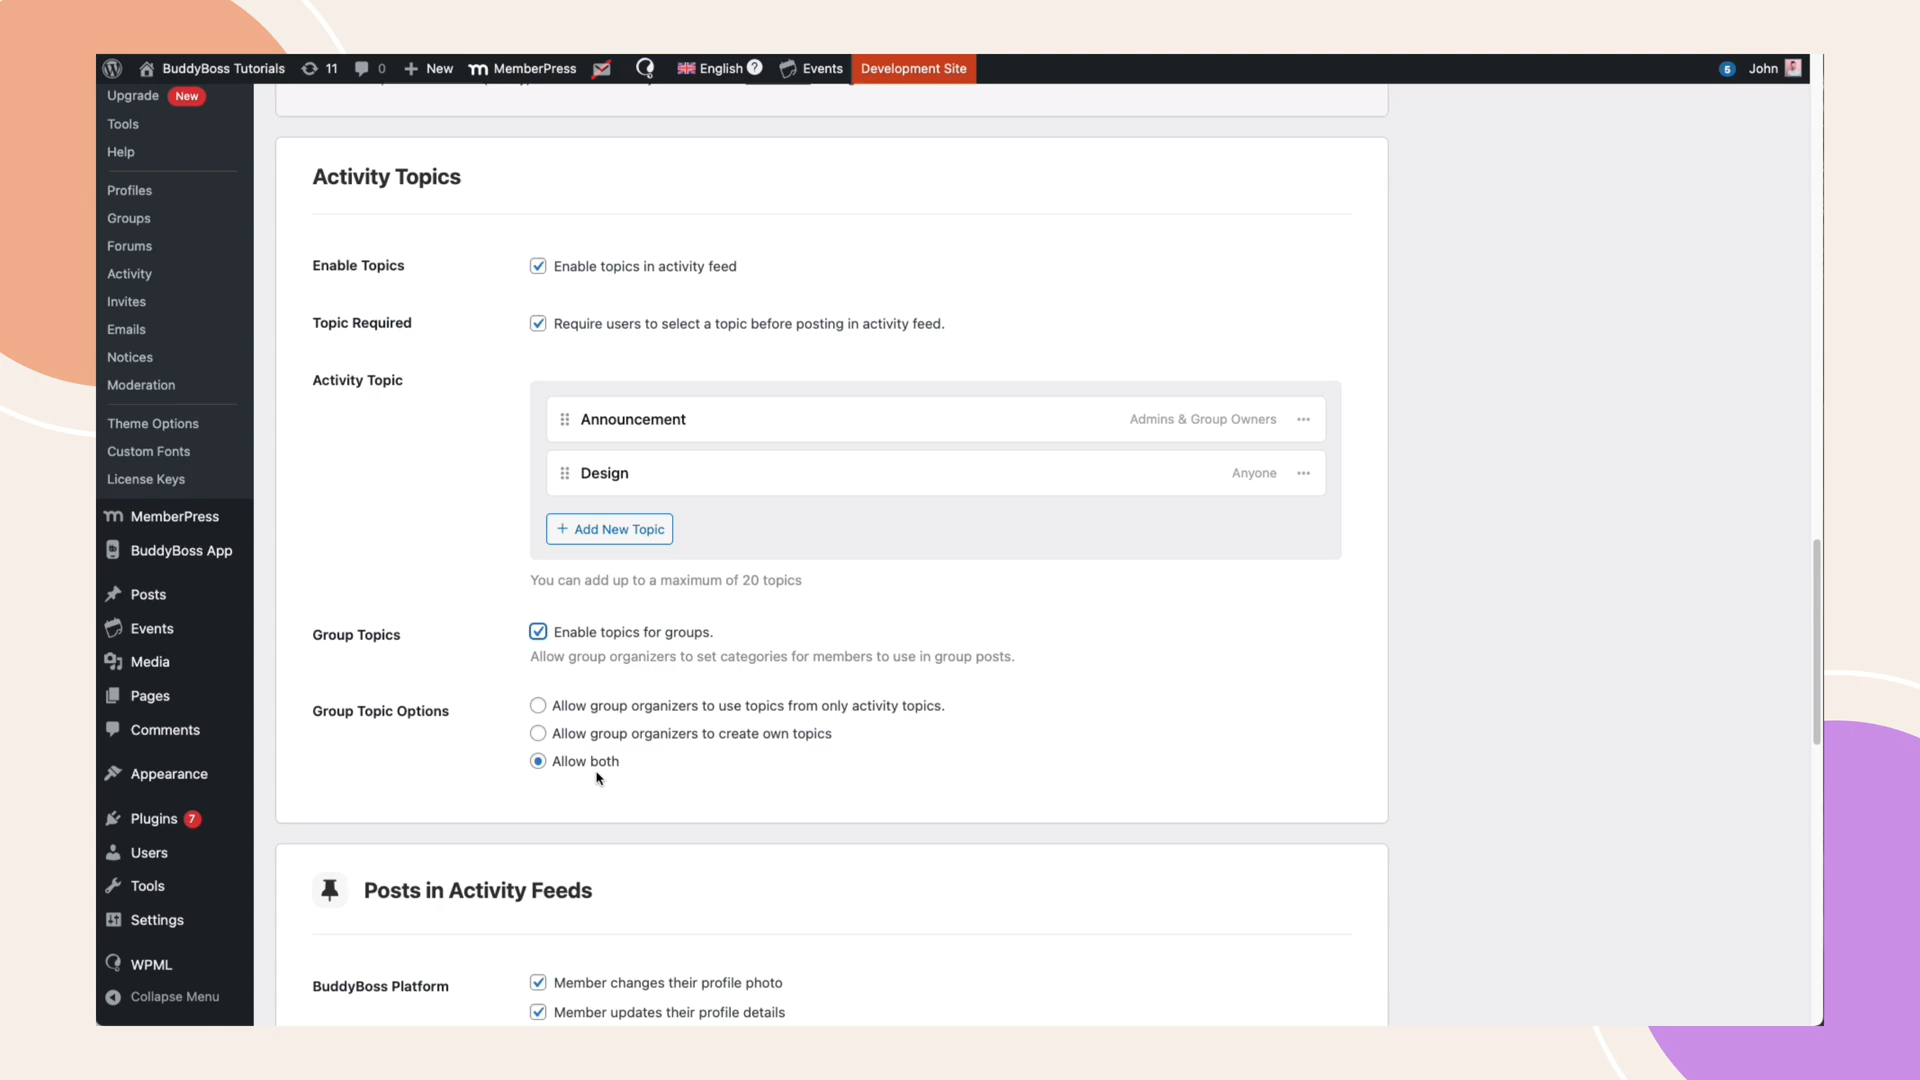 BuddyBoss Tutorials 11 0 New MemberPress English ? Events Development Site 5 John
Upgrade New
Tools
Help
Profiles
Groups
Forums
Activity
Invites
Emails
Notices
Moderation
Theme Options
Custom Fonts
License Keys
MemberPress
BuddyBoss App
Posts
Events
Media
Pages
Comments
Appearance
Plugins 7
Users
Tools
Settings
WPML
Collapse Menu
Activity Topics
Enable Topics
Enable topics in activity feed
Topic Required
Require users to select a topic before posting in activity feed.
Activity Topic
Announcement Admins & Group Owners
Design Anyone
+ Add New Topic
You can add up to a maximum of 20 topics
Group Topics
Enable topics for groups.
Allow group organizers to set categories for members to use in group posts.
Group Topic Options
Allow group organizers to use topics from only activity topics.
Allow group organizers to create own topics
Allow both
Posts in Activity Feeds
BuddyBoss Platform
Member changes their profile photo
Member updates their profile details